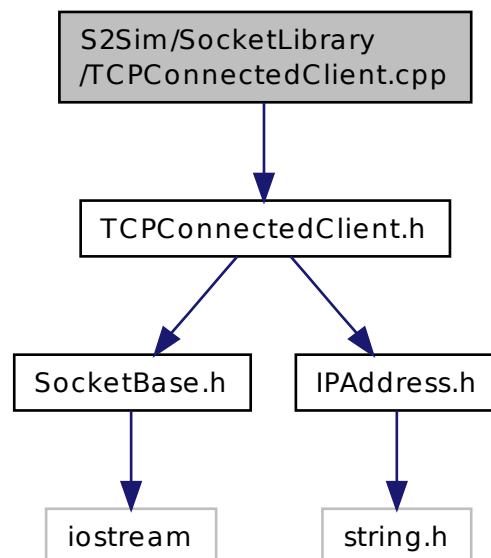 S2Sim/SocketLibrary
/TCPConnectedClient.cpp
TCPConnectedClient.h
SocketBase.h
IPAddress.h
iostream
string.h